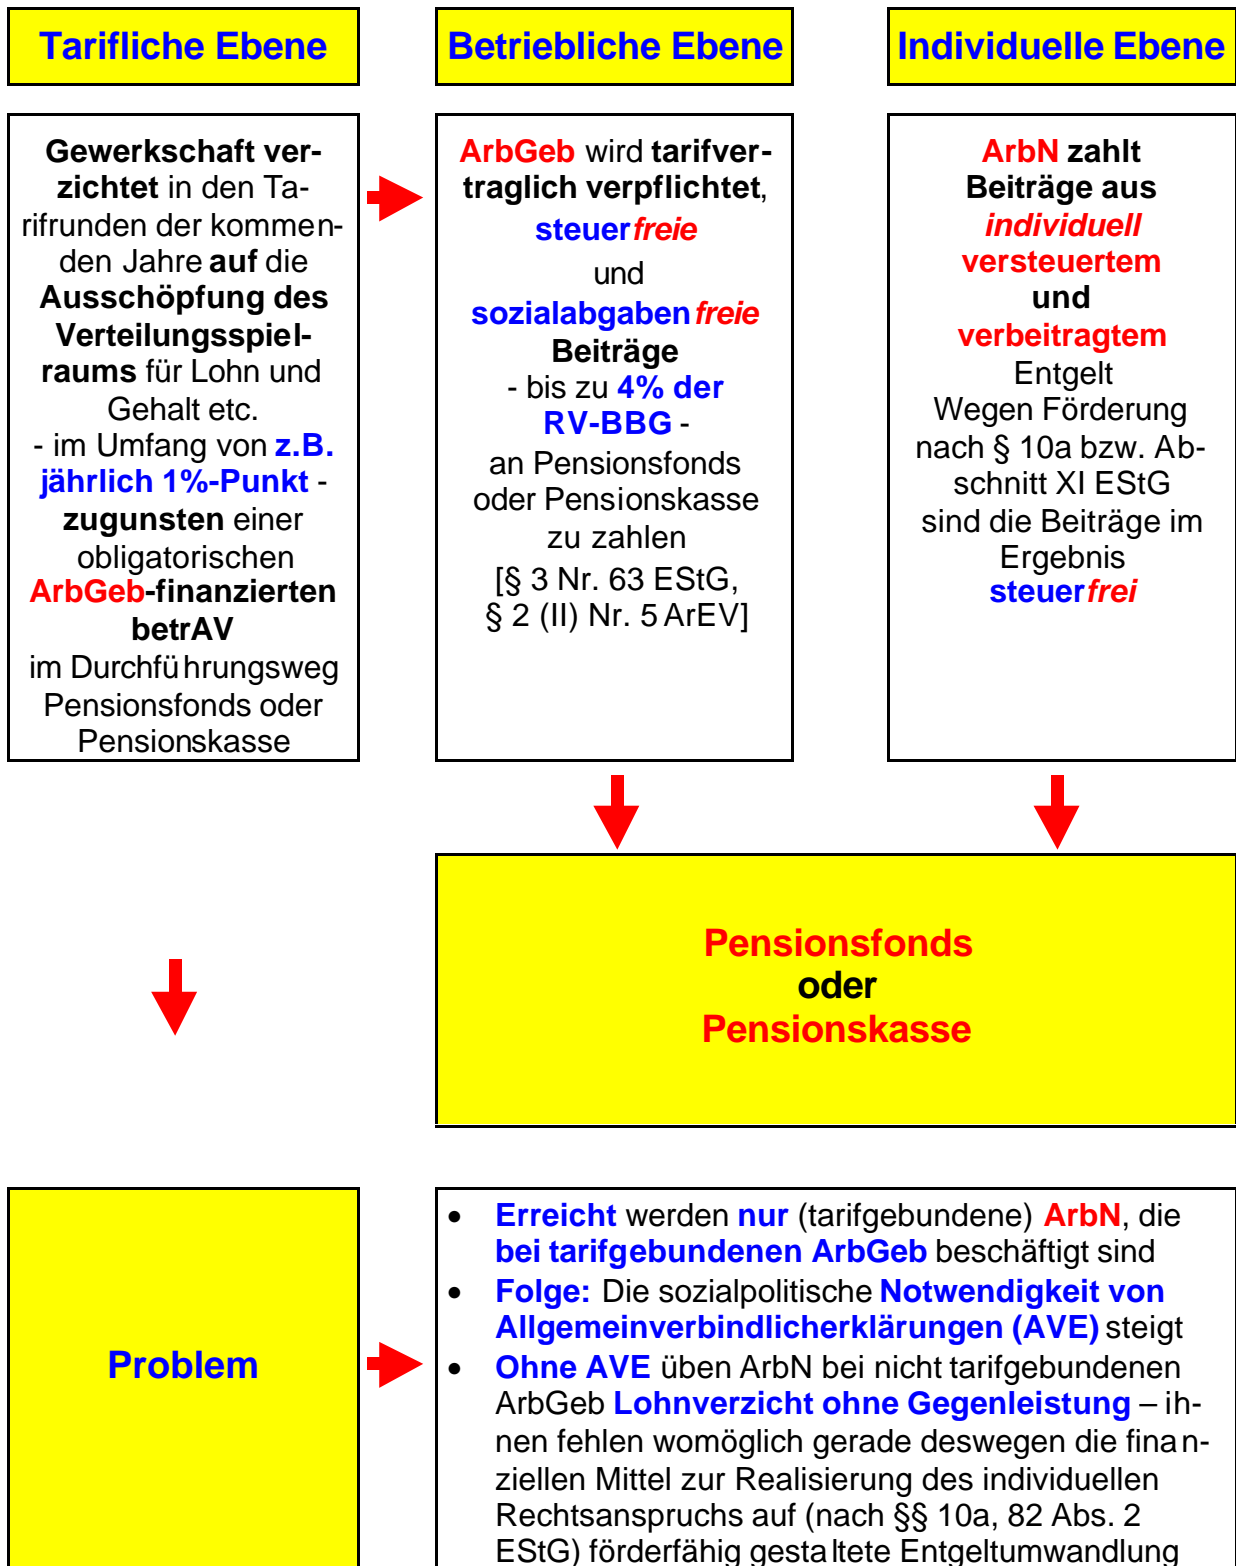 Tarifliche Ebene
Betriebliche Ebene
Individuelle Ebene
Gewerkschaft ver-
zichtet in den Ta-
rifrunden der kommen-
den Jahre auf die
Ausschöpfung des
Verteilungsspiel-
raums für Lohn und
Gehalt etc.
- im Umfang von z.B.
jährlich 1%-Punkt -
zugunsten einer
obligatorischen
ArbGeb-finanzierten
betrAV
im Durchführungsweg
Pensionsfonds oder
Pensionskasse
ArbGeb wird tarifver-
traglich verpflichtet,
steuerfreie
und
sozialabgabenfreie
Beiträge
- bis zu 4% der
RV-BBG -
an Pensionsfonds
oder Pensionskasse
zu zahlen
[§ 3 Nr. 63 EStG,
§ 2 (II) Nr. 5 ArEV]
ArbN zahlt
Beiträge aus
individuell
versteuertem
und
verbeitragtem
Entgelt
Wegen Förderung
nach § 10a bzw. Ab-
schnitt XI EStG
sind die Beiträge im
Ergebnis
steuerfrei
Pensionsfonds
oder
Pensionskasse
Problem
• Erreicht werden nur (tarifgebundene) ArbN, die
bei tarifgebundenen ArbGeb beschäftigt sind
• Folge: Die sozialpolitische Notwendigkeit von
Allgemeinverbindlicherklärungen (AVE) steigt
• Ohne AVE üben ArbN bei nicht tarifgebundenen
ArbGeb Lohnverzicht ohne Gegenleistung – ih-
nen fehlen womöglich gerade deswegen die finan-
ziellen Mittel zur Realisierung des individuellen
Rechtsanspruchs auf (nach §§ 10a, 82 Abs. 2
EStG) förderfähig gestaltete Entgeltumwandlung